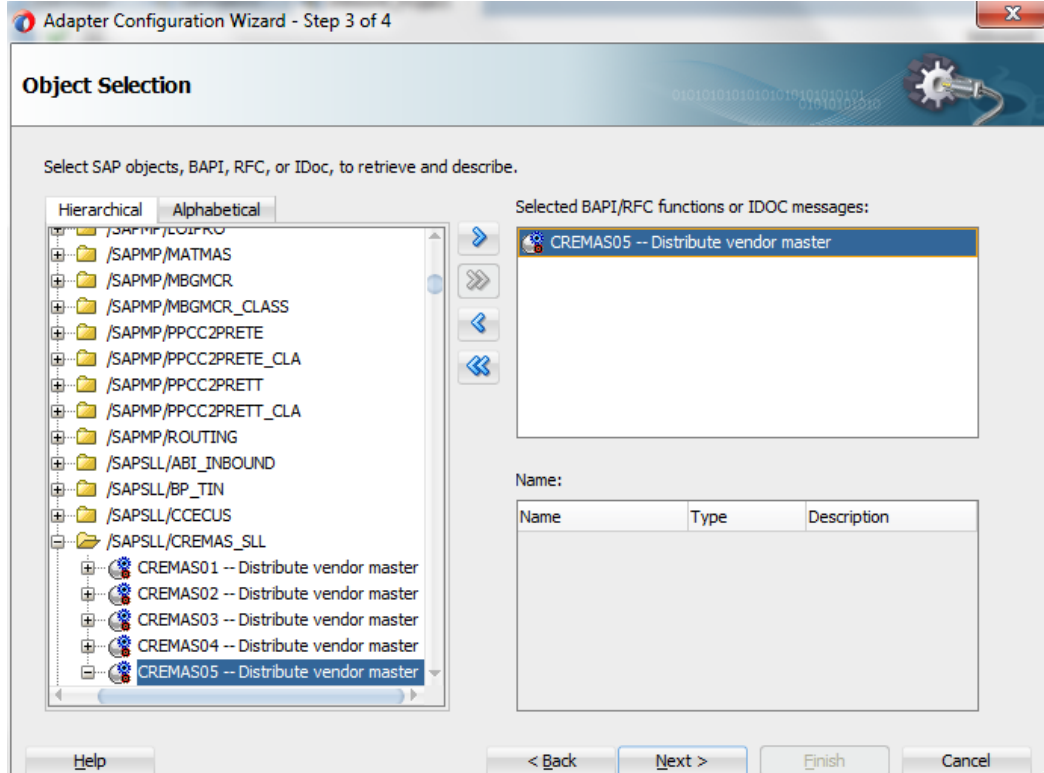 Adapter Configuration Wizard - Step 3 of 4
X
Object Selection
Select SAP objects, BAPI, RFC, or IDoc, to retrieve and describe.
Hierarchical Alphabetical
/SAPMP/LOIPRO
/SAPMP/MATMAS
/SAPMP/MBGMCR
/SAPMP/MBGMCR_CLASS
/SAPMP/PPCC2PRETE
/SAPMP/PPCC2PRETE_CLA
/SAPMP/PPCC2PRETT
/SAPMP/PPCC2PRETT_CLA
/SAPMP/ROUTING
/SAPSLL/ABI_INBOUND
/SAPSLL/BP_TIN
/SAPSLL/CCECUS
/SAPSLL/CREMAS_SLL
CREMAS01 -- Distribute vendor master
CREMAS02 -- Distribute vendor master
CREMAS03 -- Distribute vendor master
CREMAS04 -- Distribute vendor master
CREMAS05 -- Distribute vendor master
Selected BAPI/RFC functions or IDOC messages:
CREMAS05 -- Distribute vendor master
Name:
Name Type Description
Help < Back Next > Finish Cancel